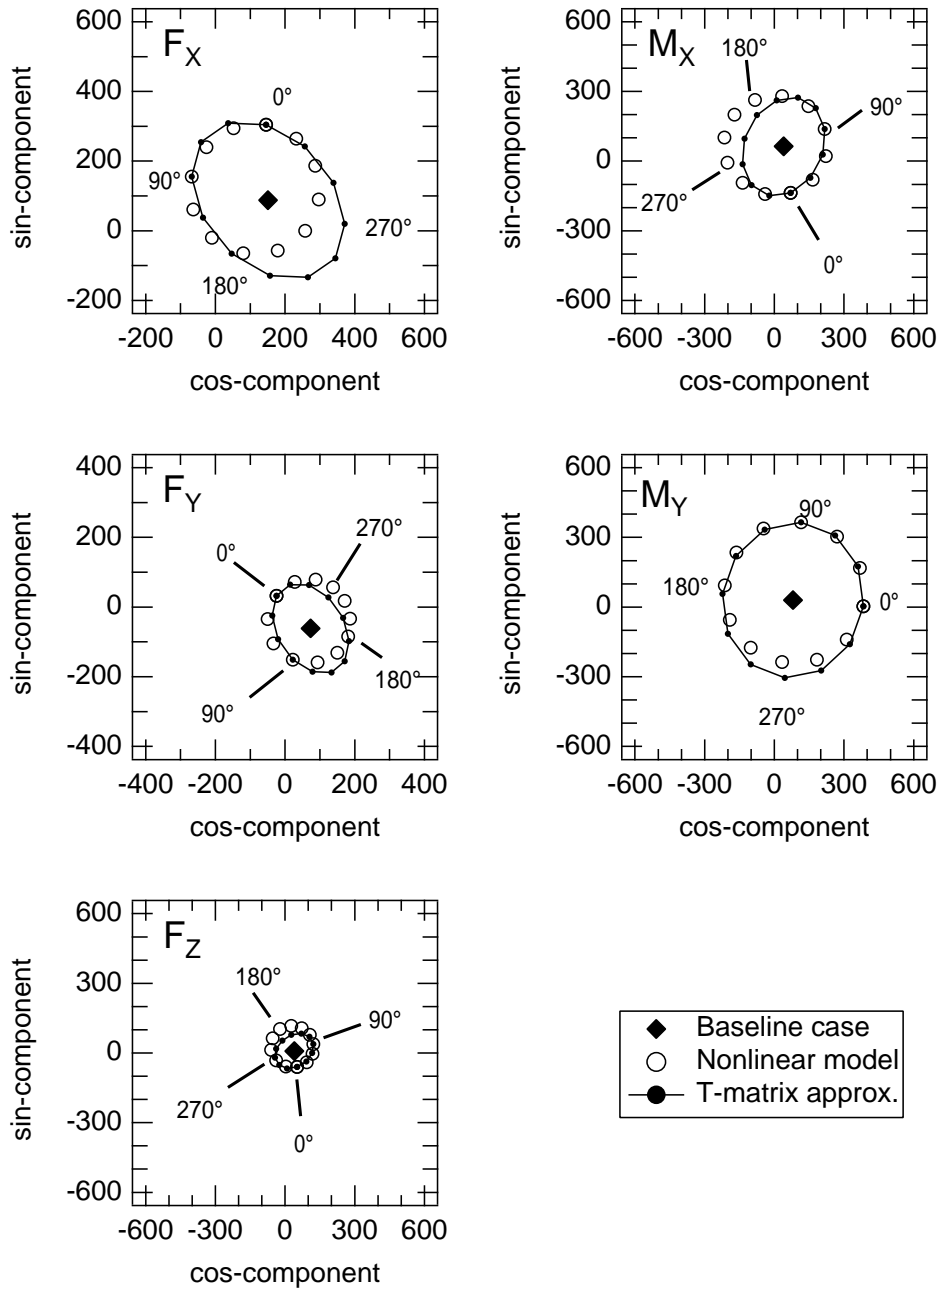 F_X
600
400
200
0
-200
-200 0 200 400 600
sin-component
cos-component
0°
90°
180°
270°
M_X
600
300
0
-300
-600
-600 -300 0 300 600
sin-component
cos-component
180°
90°
270°
0°
F_Y
400
200
0
-200
-400
-400 -200 0 200 400
sin-component
cos-component
0°
270°
90°
180°
M_Y
600
300
0
-300
-600
-600 -300 0 300 600
sin-component
cos-component
90°
180°
0°
270°
F_Z
600
300
0
-300
-600
-600 -300 0 300 600
sin-component
cos-component
180°
90°
270°
0°
Baseline case
Nonlinear model
T-matrix approx.